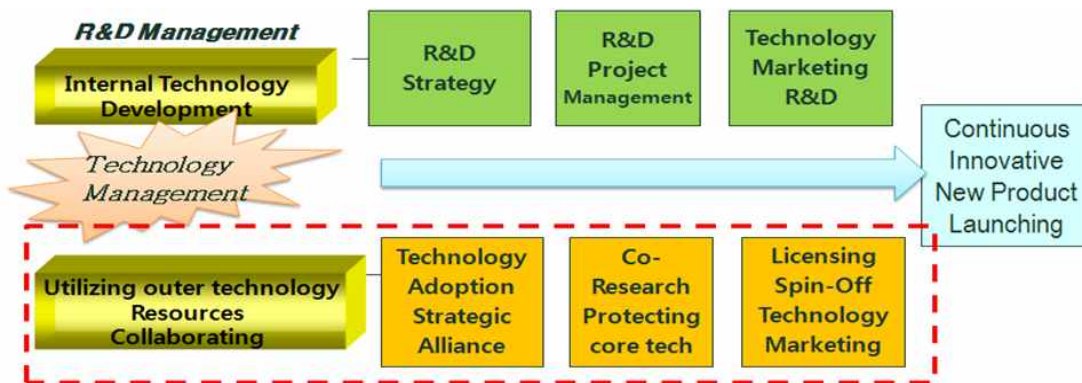 R&D Management
Internal Technology
Development
R&D
Strategy
R&D
Project
Management
Technology
Marketing
R&D
Technology
Management
Continuous
Innovative
New Product
Launching
Utilizing outer technology
Resources
Collaborating
Technology
Adoption
Strategic
Alliance
Co-
Research
Protecting
core tech
Licensing
Spin-Off
Technology
Marketing